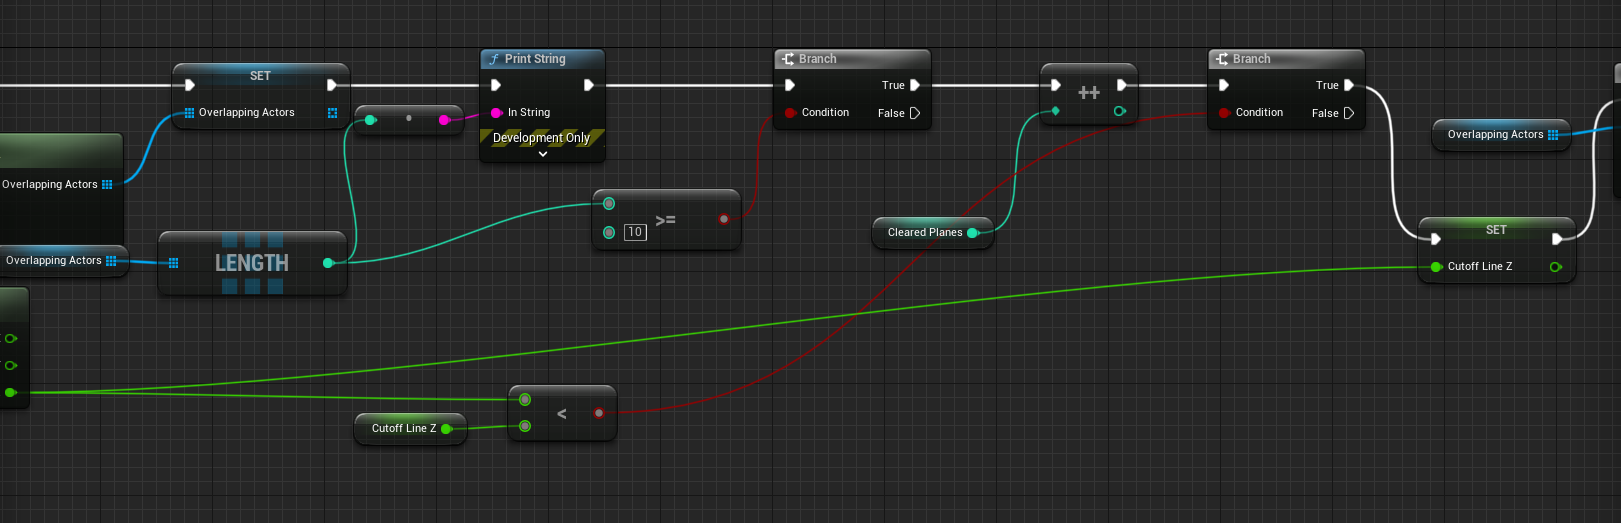 SET
Overlapping Actors
Print String
In String
Development Only
Branch
True
Condition
False
++
Branch
True
Condition
False
Overlapping Actors
Overlapping Actors
Overlapping Actors
LENGTH
10
>=
Cleared Planes
SET
Cutoff Line Z
Cutoff Line Z
<